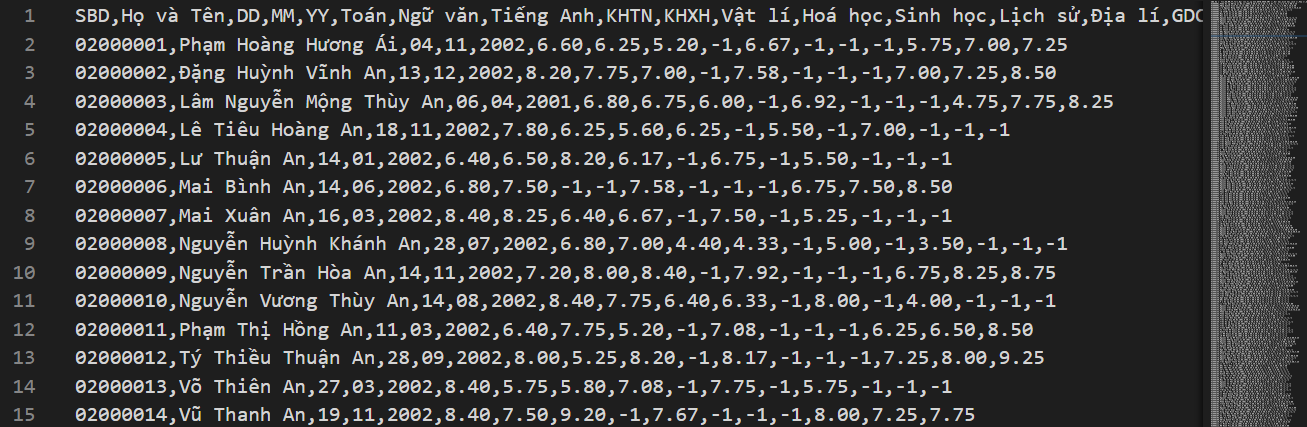 1 SBD,Họ và Tên,DD,MM,YY,Toán,Ngữ văn,Tiếng Anh,KHTN,KHXH,Vật lí,Hoá học,Sinh học,Lịch sử,Địa lí,GDC
2 02000001,Phạm Hoàng Hương Ái,04,11,2002,6.60,6.25,5.20,-1,6.67,-1,-1,-1,5.75,7.00,7.25
3 02000002,Đặng Huỳnh Vĩnh An,13,12,2002,8.20,7.75,7.00,-1,7.58,-1,-1,-1,7.00,7.25,8.50
4 02000003,Lâm Nguyễn Mộng Thùy An,06,04,2001,6.80,6.75,6.00,-1,6.92,-1,-1,-1,4.75,7.75,8.25
5 02000004,Lê Tiêu Hoàng An,18,11,2002,7.80,6.25,5.60,6.25,-1,5.50,-1,7.00,-1,-1,-1
6 02000005,Lư Thuận An,14,01,2002,6.40,6.50,8.20,6.17,-1,6.75,-1,5.50,-1,-1,-1
7 02000006,Mai Bình An,14,06,2002,6.80,7.50,-1,-1,7.58,-1,-1,-1,6.75,7.50,8.50
8 02000007,Mai Xuân An,16,03,2002,8.40,8.25,6.40,6.67,-1,7.50,-1,5.25,-1,-1,-1
9 02000008,Nguyễn Huỳnh Khánh An,28,07,2002,6.80,7.00,4.40,4.33,-1,5.00,-1,3.50,-1,-1,-1
10 02000009,Nguyễn Trần Hòa An,14,11,2002,7.20,8.00,8.40,-1,7.92,-1,-1,-1,6.75,8.25,8.75
11 02000010,Nguyễn Vương Thùy An,14,08,2002,8.40,7.75,6.40,6.33,-1,8.00,-1,4.00,-1,-1,-1
12 02000011,Phạm Thị Hồng An,11,03,2002,6.40,7.75,5.20,-1,7.08,-1,-1,-1,6.25,6.50,8.50
13 02000012,Tý Thiều Thuận An,28,09,2002,8.00,5.25,8.20,-1,8.17,-1,-1,-1,7.25,8.00,9.25
14 02000013,Võ Thiên An,27,03,2002,8.40,5.75,5.80,7.08,-1,7.75,-1,5.75,-1,-1,-1
15 02000014,Vũ Thanh An,19,11,2002,8.40,7.50,9.20,-1,7.67,-1,-1,-1,8.00,7.25,7.75